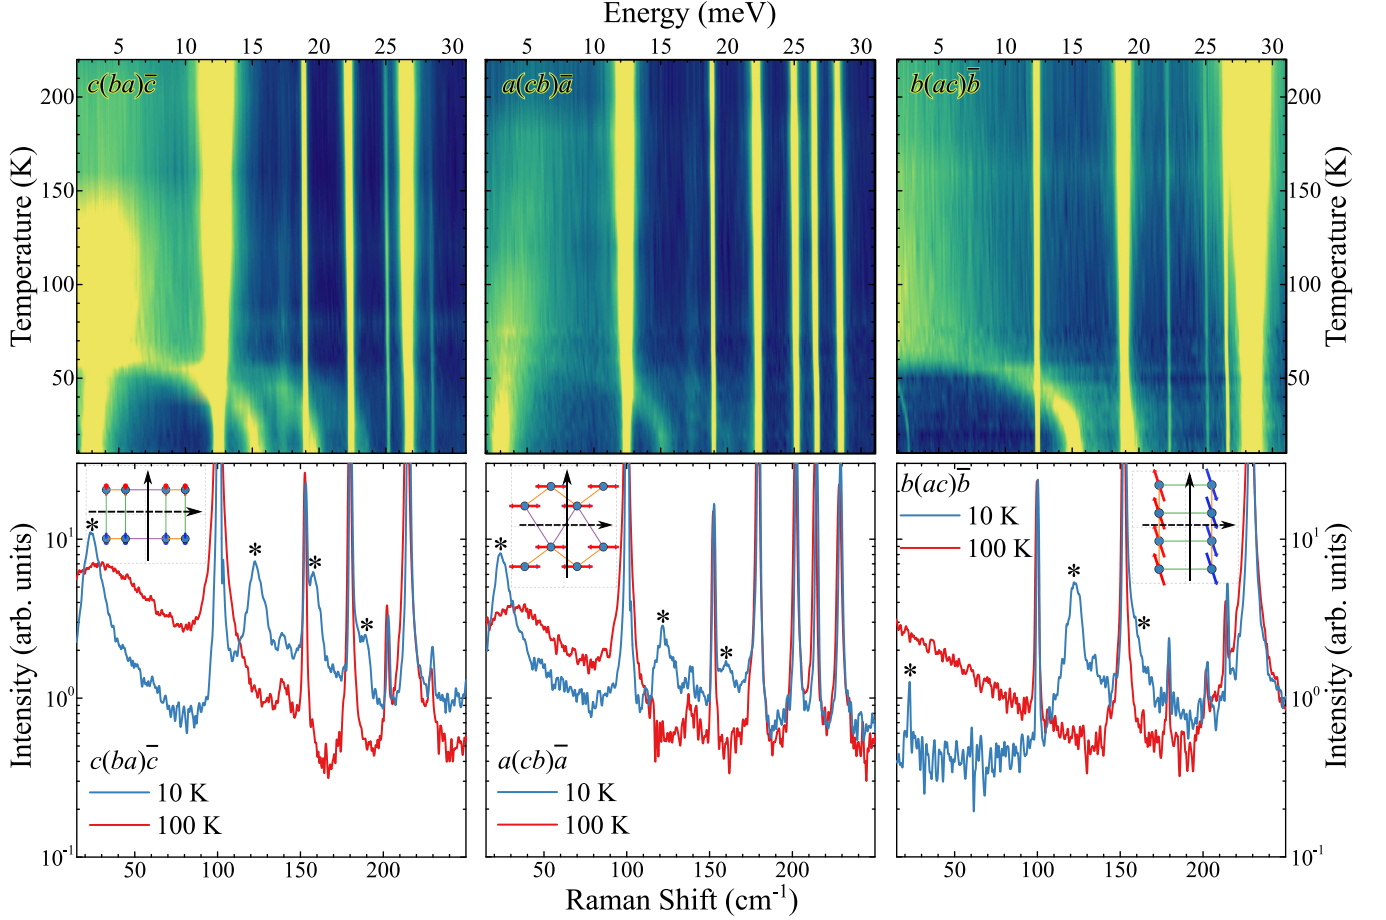 Energy (meV)
5 10 15 20 25 30
5 10 15 20 25 30
5 10 15 20 25 30
c(ba)c̅
a(cb)a̅
b(ac)b̅
Temperature (K)
200
150
100
50
200
150
100
50
Temperature (K)
b(ac)b̅
10 K
100 K
*
*
*
*
*
*
*
*
*
*
Intensity (arb. units)
10¹
10⁰
10⁻¹
10¹
10⁰
10⁻¹
Intensity (arb. units)
c(ba)c̅
10 K
100 K
a(cb)a̅
10 K
100 K
50 100 150 200
50 100 150 200
50 100 150 200
Raman Shift (cm⁻¹)